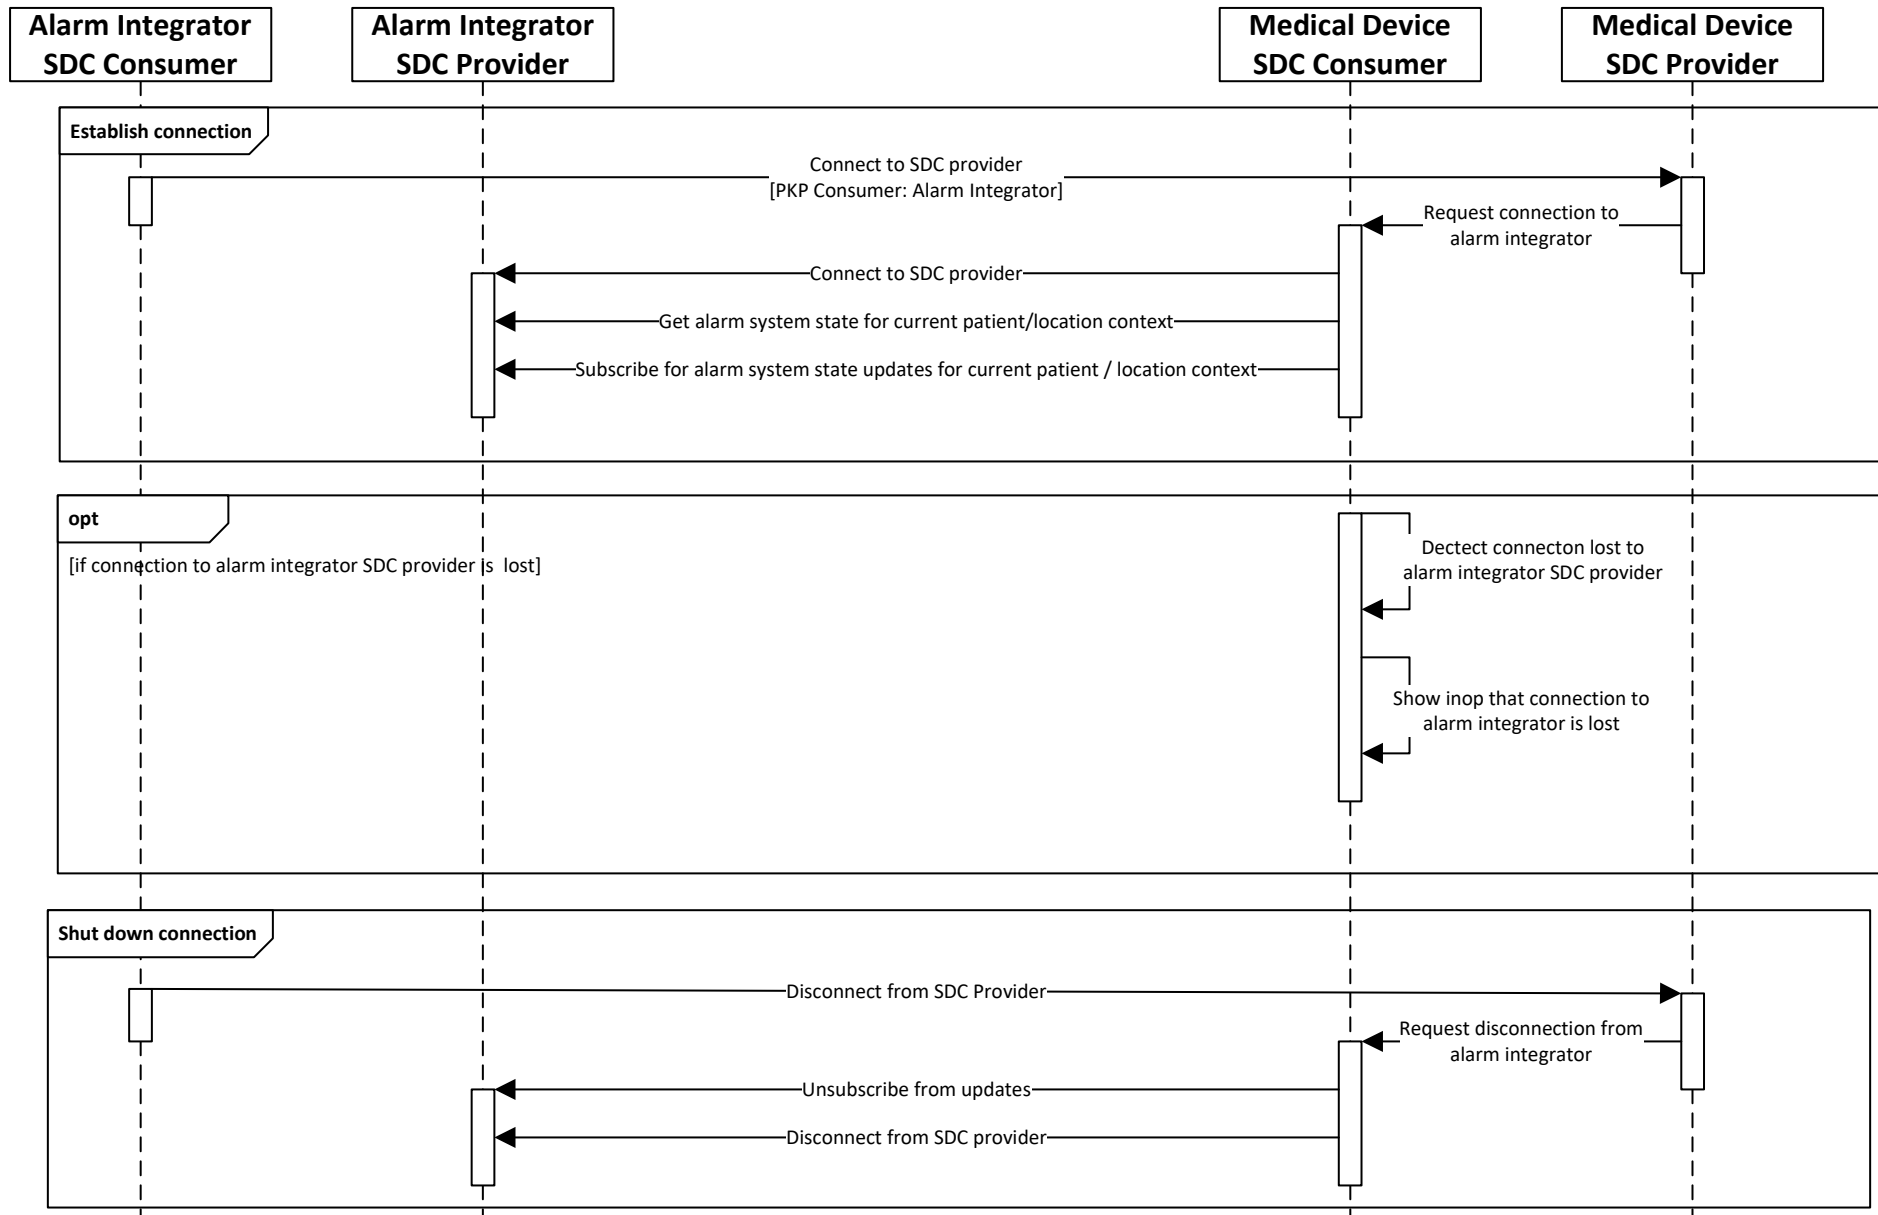 Alarm Integrator
SDC Consumer
Alarm Integrator
SDC Provider
Medical Device
SDC Consumer
Medical Device
SDC Provider
Establish connection
Connect to SDC provider
[PKP Consumer: Alarm Integrator]
Request connection to
alarm integrator
Connect to SDC provider
Get alarm system state for current patient/location context
Subscribe for alarm system state updates for current patient / location context
opt
[if connection to alarm integrator SDC provider is  lost]
Dectect connecton lost to
alarm integrator SDC provider
Show inop that connection to
alarm integrator is lost
Shut down connection
Disconnect from SDC Provider
Request disconnection from
alarm integrator
Unsubscribe from updates
Disconnect from SDC provider